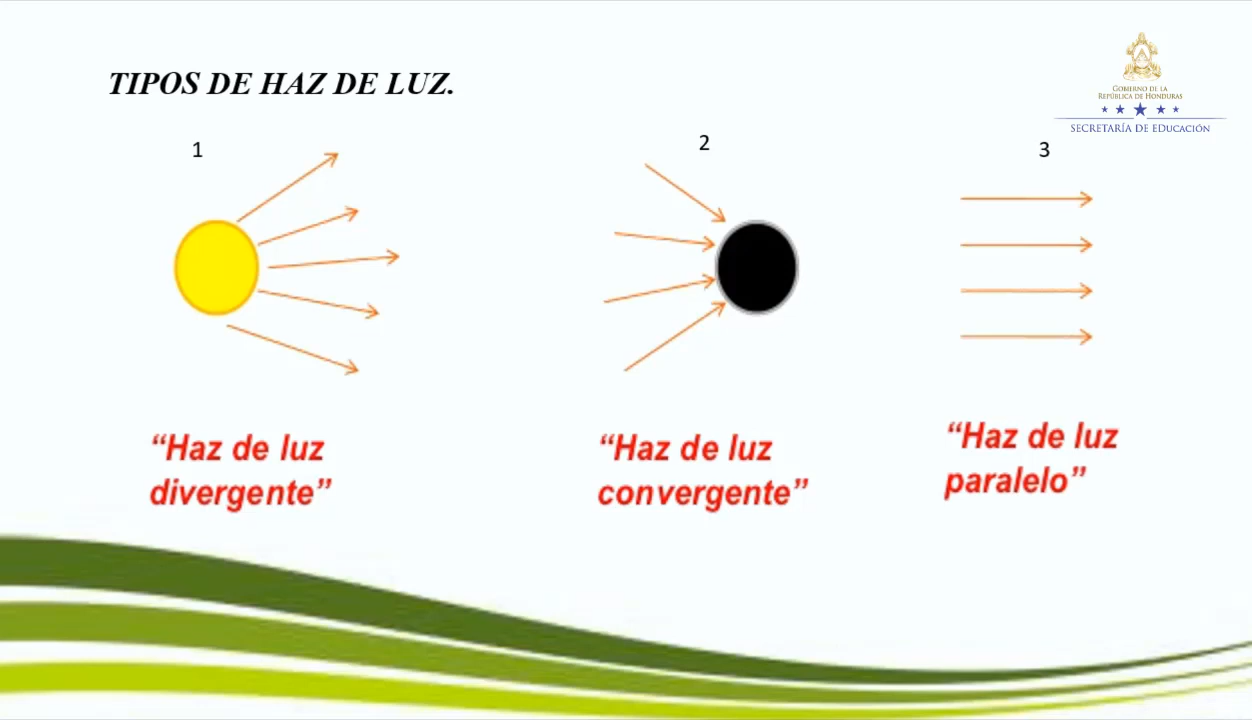 TIPOS DE HAZ DE LUZ.
GOBIERNO DE LA
REPÚBLICA DE HONDURAS
SECRETARÍA DE EDUCACIÓN
1
2
3
“Haz de luz
divergente”
“Haz de luz
convergente”
“Haz de luz
paralelo”